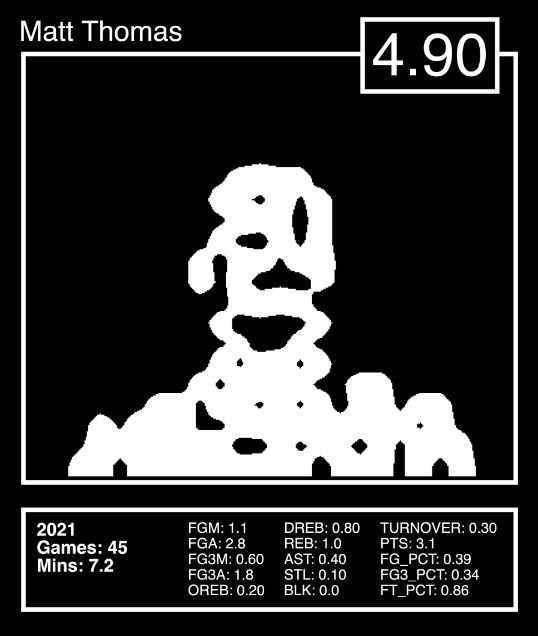 Matt Thomas
4.90
2021
Games: 45
Mins: 7.2
FGM: 1.1
FGA: 2.8
FG3M: 0.60
FG3A: 1.8
OREB: 0.20
DREB: 0.80
REB: 1.0
AST: 0.40
STL: 0.10
BLK: 0.0
TURNOVER: 0.30
PTS: 3.1
FG_PCT: 0.39
FG3_PCT: 0.34
FT_PCT: 0.86